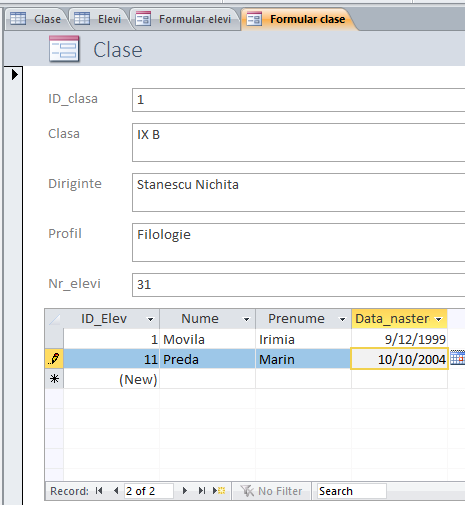 Clase Elevi Formular elevi Formular clase
Clase
ID_clasa 1
Clasa IX B
Diriginte Stanescu Nichita
Profil Filologie
Nr_elevi 31
ID_Elev Nume Prenume Data_naster
1 Movila Irimia 9/12/1999
11 Preda Marin 10/10/2004
(New)
Record: 2 of 2 No Filter Search